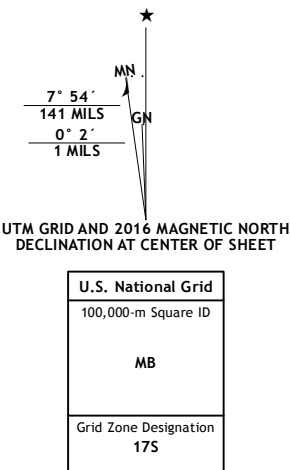 ★
MN
7° 54´
141 MILS
GN
0° 2´
1 MILS
UTM GRID AND 2016 MAGNETIC NORTH
DECLINATION AT CENTER OF SHEET
U.S. National Grid
100,000-m Square ID
MB
Grid Zone Designation
17S